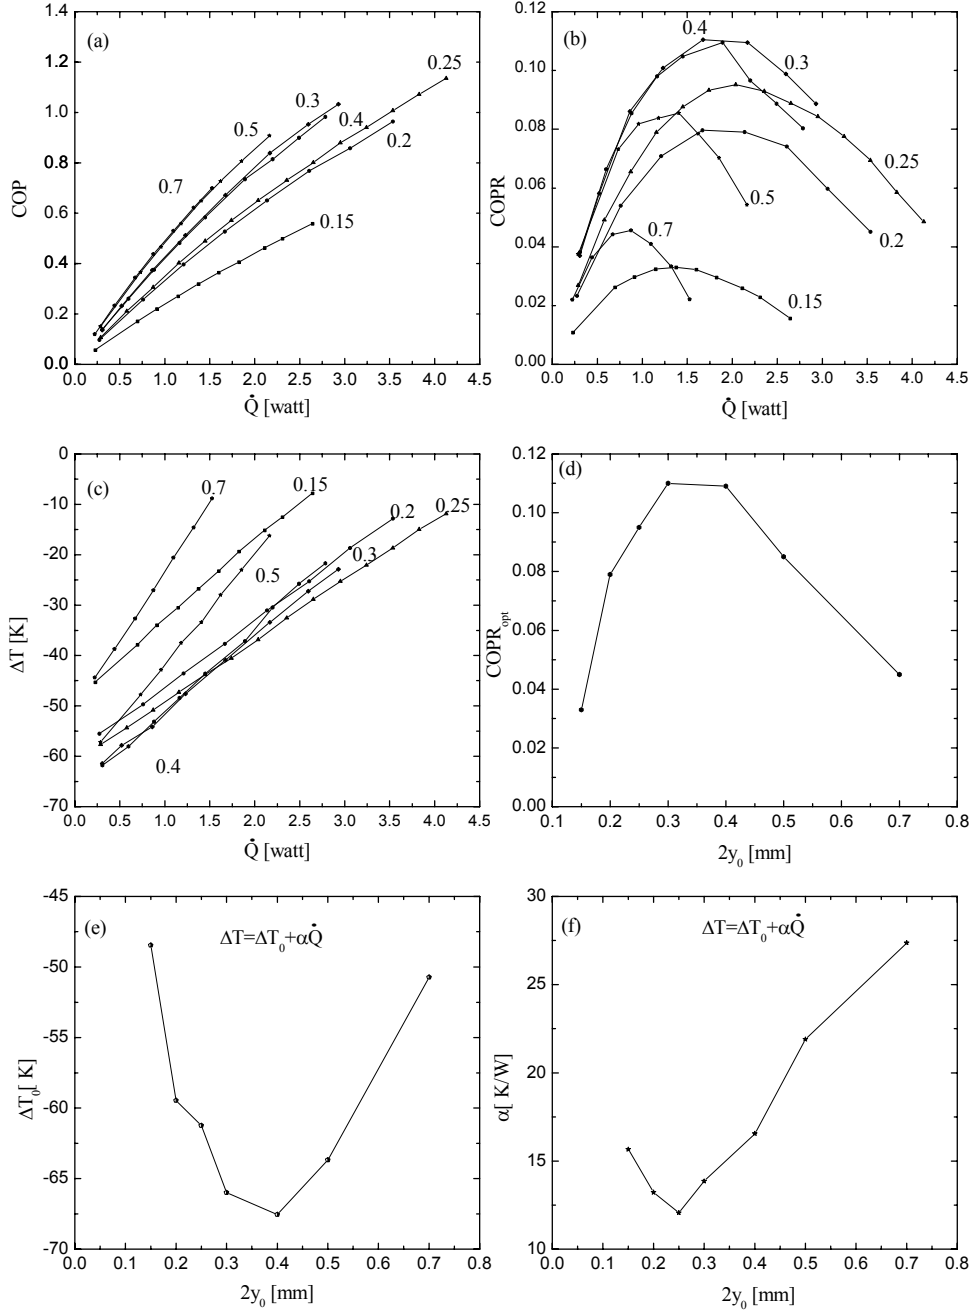 (a)
1.4
1.2
1.0
0.8
0.6
0.4
0.2
0.0
COP
0.25
0.3
0.4
0.2
0.5
0.7
0.15
0.0 0.5 1.0 1.5 2.0 2.5 3.0 3.5 4.0 4.5
Q̇ [watt]
(b)
0.12
0.10
0.08
0.06
0.04
0.02
0.00
COPR
0.4
0.3
0.25
0.5
0.2
0.7
0.15
0.0 0.5 1.0 1.5 2.0 2.5 3.0 3.5 4.0 4.5
Q̇ [watt]
(c)
0
-10
-20
-30
-40
-50
-60
-70
ΔT [K]
0.7
0.15
0.2
0.25
0.3
0.5
0.4
0.0 0.5 1.0 1.5 2.0 2.5 3.0 3.5 4.0 4.5
Q̇ [watt]
(d)
0.12
0.10
0.08
0.06
0.04
0.02
0.00
COPR_opt
0.1 0.2 0.3 0.4 0.5 0.6 0.7 0.8
2y₀ [mm]
(e)
ΔT=ΔT₀+αQ̇
-45
-50
-55
-60
-65
-70
ΔT₀[ K]
0.0 0.1 0.2 0.3 0.4 0.5 0.6 0.7 0.8
2y₀ [mm]
(f)
ΔT=ΔT₀+αQ̇
30
25
20
15
10
α[ K/W]
0.0 0.1 0.2 0.3 0.4 0.5 0.6 0.7 0.8
2y₀ [mm]